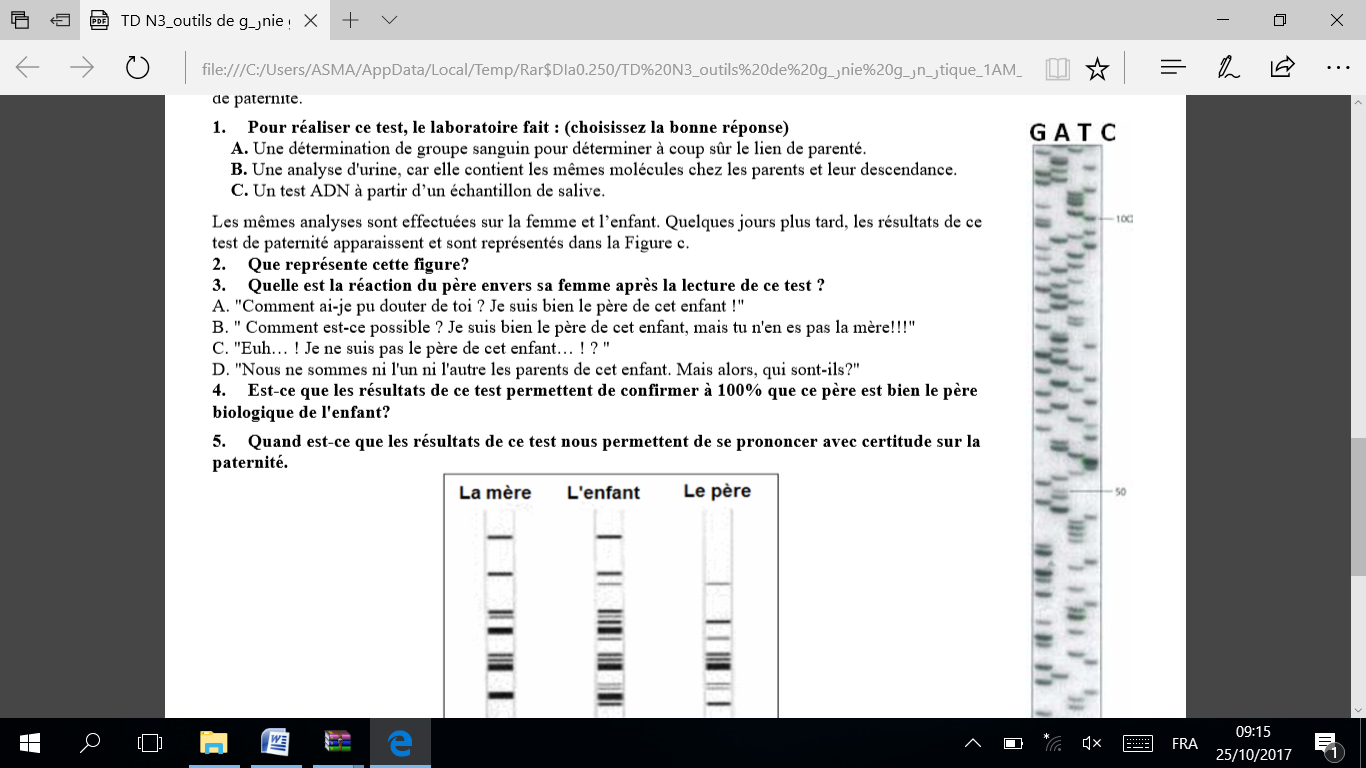 TD N3_outils de g_رnie g
file:///C:/Users/ASMA/AppData/Local/Temp/Rar$DIa0.250/TD%20N3_outils%20de%20g_رnie%20g_رn_رtique_1AM_
de paternité.
1. Pour réaliser ce test, le laboratoire fait : (choisissez la bonne réponse)
A. Une détermination de groupe sanguin pour déterminer à coup sûr le lien de parenté.
B. Une analyse d'urine, car elle contient les mêmes molécules chez les parents et leur descendance.
C. Un test ADN à partir d’un échantillon de salive.
Les mêmes analyses sont effectuées sur la femme et l’enfant. Quelques jours plus tard, les résultats de ce
test de paternité apparaissent et sont représentés dans la Figure c.
2. Que représente cette figure?
3. Quelle est la réaction du père envers sa femme après la lecture de ce test ?
A. "Comment ai-je pu douter de toi ? Je suis bien le père de cet enfant !"
B. " Comment est-ce possible ? Je suis bien le père de cet enfant, mais tu n'en es pas la mère!!!"
C. "Euh… ! Je ne suis pas le père de cet enfant… ! ? "
D. "Nous ne sommes ni l'un ni l'autre les parents de cet enfant. Mais alors, qui sont-ils?"
4. Est-ce que les résultats de ce test permettent de confirmer à 100% que ce père est bien le père
biologique de l'enfant?
5. Quand est-ce que les résultats de ce test nous permettent de se prononcer avec certitude sur la
paternité.
La mère L'enfant Le père
G A T C
100
50
FRA
09:15
25/10/2017
1